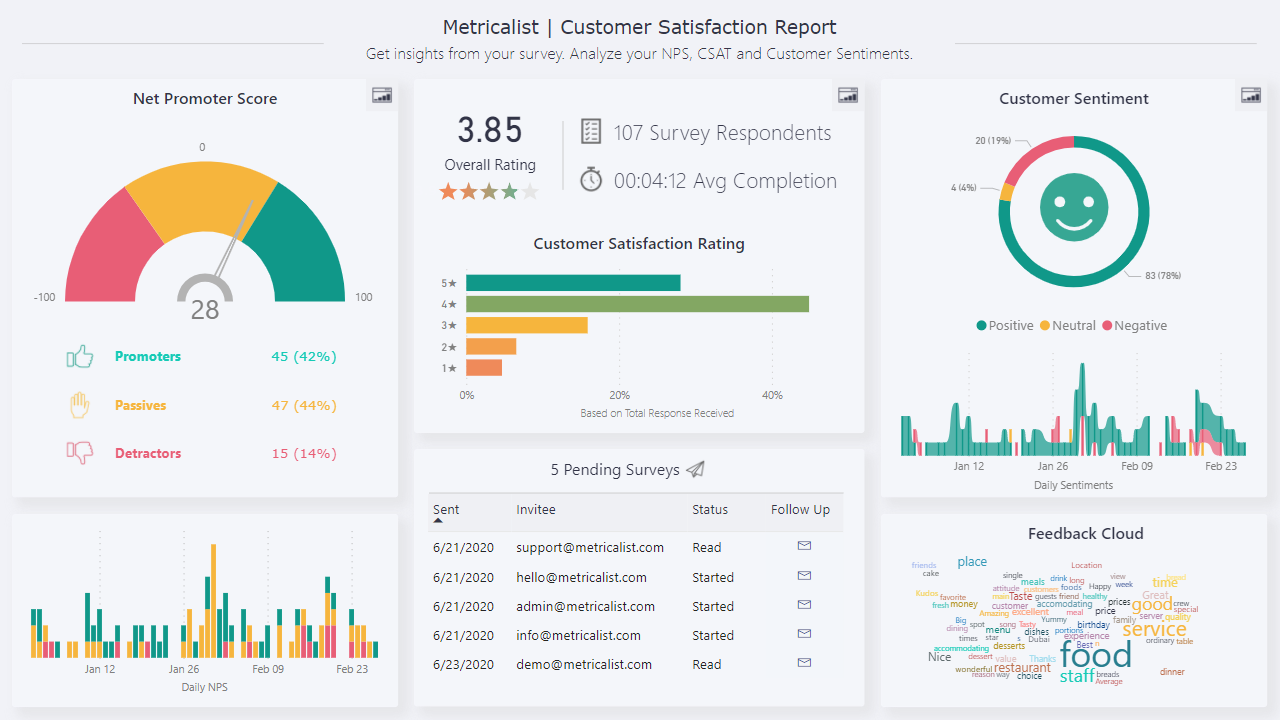 Metricalist | Customer Satisfaction Report
Get insights from your survey. Analyze your NPS, CSAT and Customer Sentiments.
Net Promoter Score
0
-100
100
28
Promoters 45 (42%)
Passives 47 (44%)
Detractors 15 (14%)
Jan 12 Jan 26 Feb 09 Feb 23
Daily NPS
3.85
Overall Rating
107 Survey Respondents
00:04:12 Avg Completion
Customer Satisfaction Rating
5★
4★
3★
2★
1★
0% 20% 40%
Based on Total Response Received
5 Pending Surveys
Sent Invitee Status Follow Up
6/21/2020 support@metricalist.com Read
6/21/2020 hello@metricalist.com Started
6/21/2020 admin@metricalist.com Started
6/21/2020 info@metricalist.com Started
6/23/2020 demo@metricalist.com Read
Customer Sentiment
20 (19%)
4 (4%)
83 (78%)
Positive Neutral Negative
Jan 12 Jan 26 Feb 09 Feb 23
Daily Sentiments
Feedback Cloud
friends place Location
cake single drink long view time
meals foods Happy week
attitude customers
Kudos favorite main Taste guests friend healthy Great
fresh money customer accomodating prices good crew
Amazing excellent meal price special
Big spot song Tasty Yummy family server quality
dining menu dishes portions birthday service
times star s Dubai experience ordinary table
accommodating desserts Best n
Nice dessert value Thanks food
wonderful restaurant dinner
reason way choice staff breads
Average